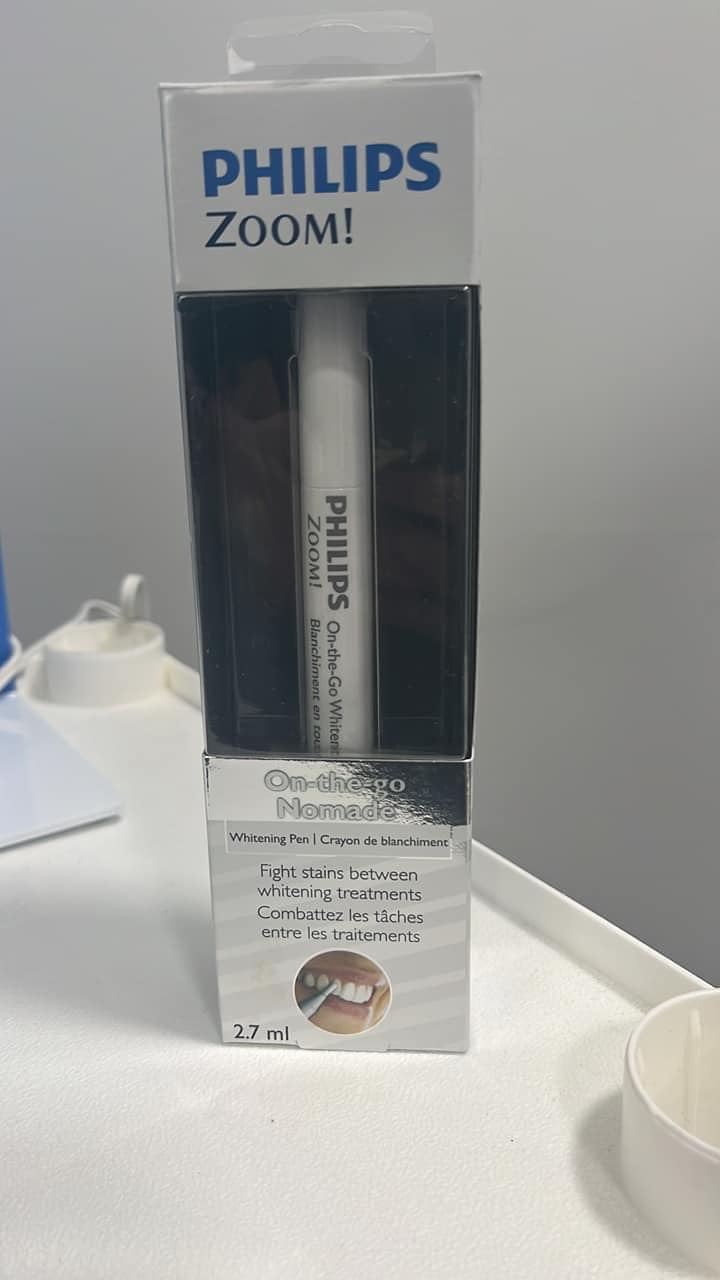 PHILIPS
ZOOM!
PHILIPS
ZOOM!
On-the-Go
Blanchiment en
On-the-go
Nomade
Whitening Pen | Crayon de blanchiment
Fight stains between
whitening treatments
Combattez les tâches
entre les traitements
2.7 ml